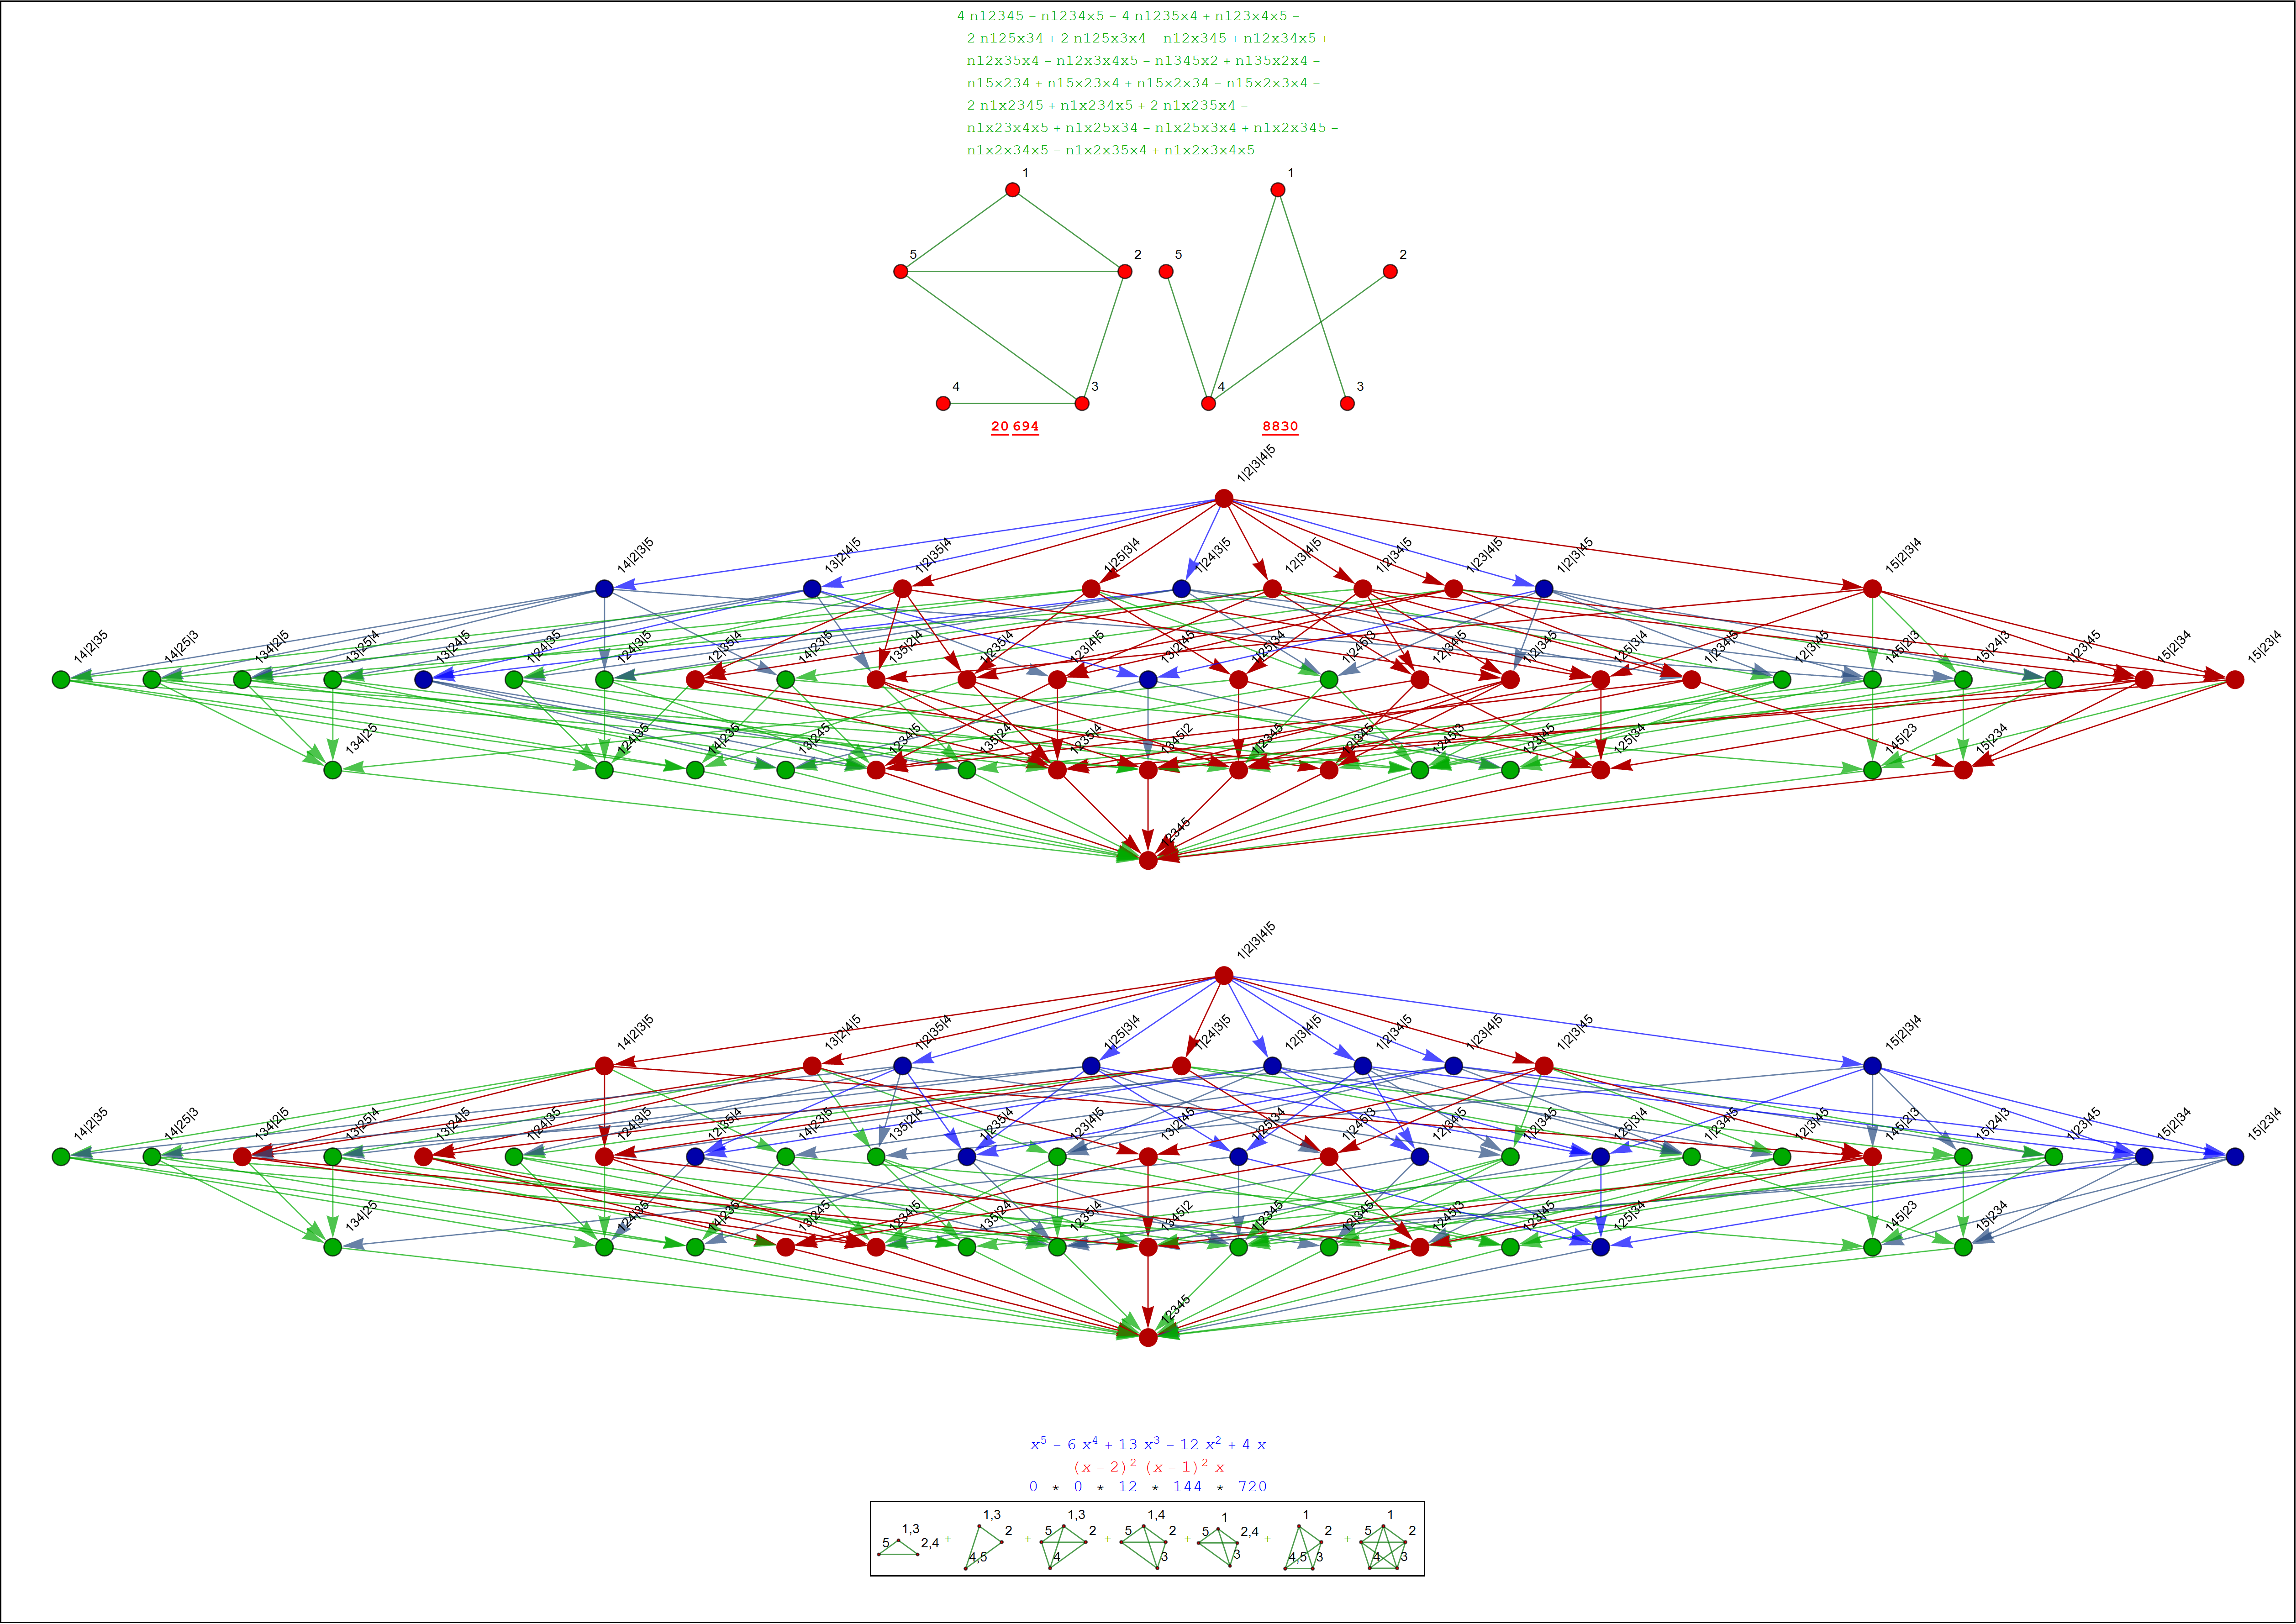 4 n12345 – n1234x5 – 4 n1235x4 + n123x4x5 –
2 n125x34 + 2 n125x3x4 – n12x345 + n12x34x5 +
n12x35x4 – n12x3x4x5 – n1345x2 + n135x2x4 –
n15x234 + n15x23x4 + n15x2x34 – n15x2x3x4 –
2 n1x2345 + n1x234x5 + 2 n1x235x4 –
n1x23x4x5 + n1x25x34 – n1x25x3x4 + n1x2x345 –
n1x2x34x5 – n1x2x35x4 + n1x2x3x4x5
1 1
5 2 5 2
4 3 4 3
20 694 8830
1|2|3|4|5
14|2|3|5 13|2|4|5 1|2|35|4 1|25|3|4 1|24|3|5 12|3|4|5 1|2|34|5 1|23|4|5 1|2|3|45 15|2|3|4
14|2|35 14|25|3 134|2|5 13|25|4 13|24|5 1|24|35 124|3|5 12|35|4 14|23|5 135|2|4 1|235|4 123|4|5 13|2|45 1|25|34 1|245|3 12|34|5 1|2|345 125|3|4 1|234|5 12|3|45 145|2|3 15|24|3 1|23|45 15|2|34 15|23|4
134|25 124|35 14|235 13|245 1234|5 135|24 1235|4 1345|2 1|2345 12|345 1245|3 123|45 125|34 145|23 15|234
12345
1|2|3|4|5
14|2|3|5 13|2|4|5 1|2|35|4 1|25|3|4 1|24|3|5 12|3|4|5 1|2|34|5 1|23|4|5 1|2|3|45 15|2|3|4
14|2|35 14|25|3 134|2|5 13|25|4 13|24|5 1|24|35 124|3|5 12|35|4 14|23|5 135|2|4 1|235|4 123|4|5 13|2|45 1|25|34 1|245|3 12|34|5 1|2|345 125|3|4 1|234|5 12|3|45 145|2|3 15|24|3 1|23|45 15|2|34 15|23|4
134|25 124|35 14|235 13|245 1234|5 135|24 1235|4 1345|2 1|2345 12|345 1245|3 123|45 125|34 145|23 15|234
12345
x⁵ – 6 x⁴ + 13 x³ – 12 x² + 4 x
(x – 2)² (x – 1)² x
0 * 0 * 12 * 144 * 720
1,3 1,3 1,3 1,4 1 1 1
5 2,4 + 2 + 5 2 + 5 2 + 5 2,4 + 2 + 5 2
4,5 4 3 3 4,5 3 4 3